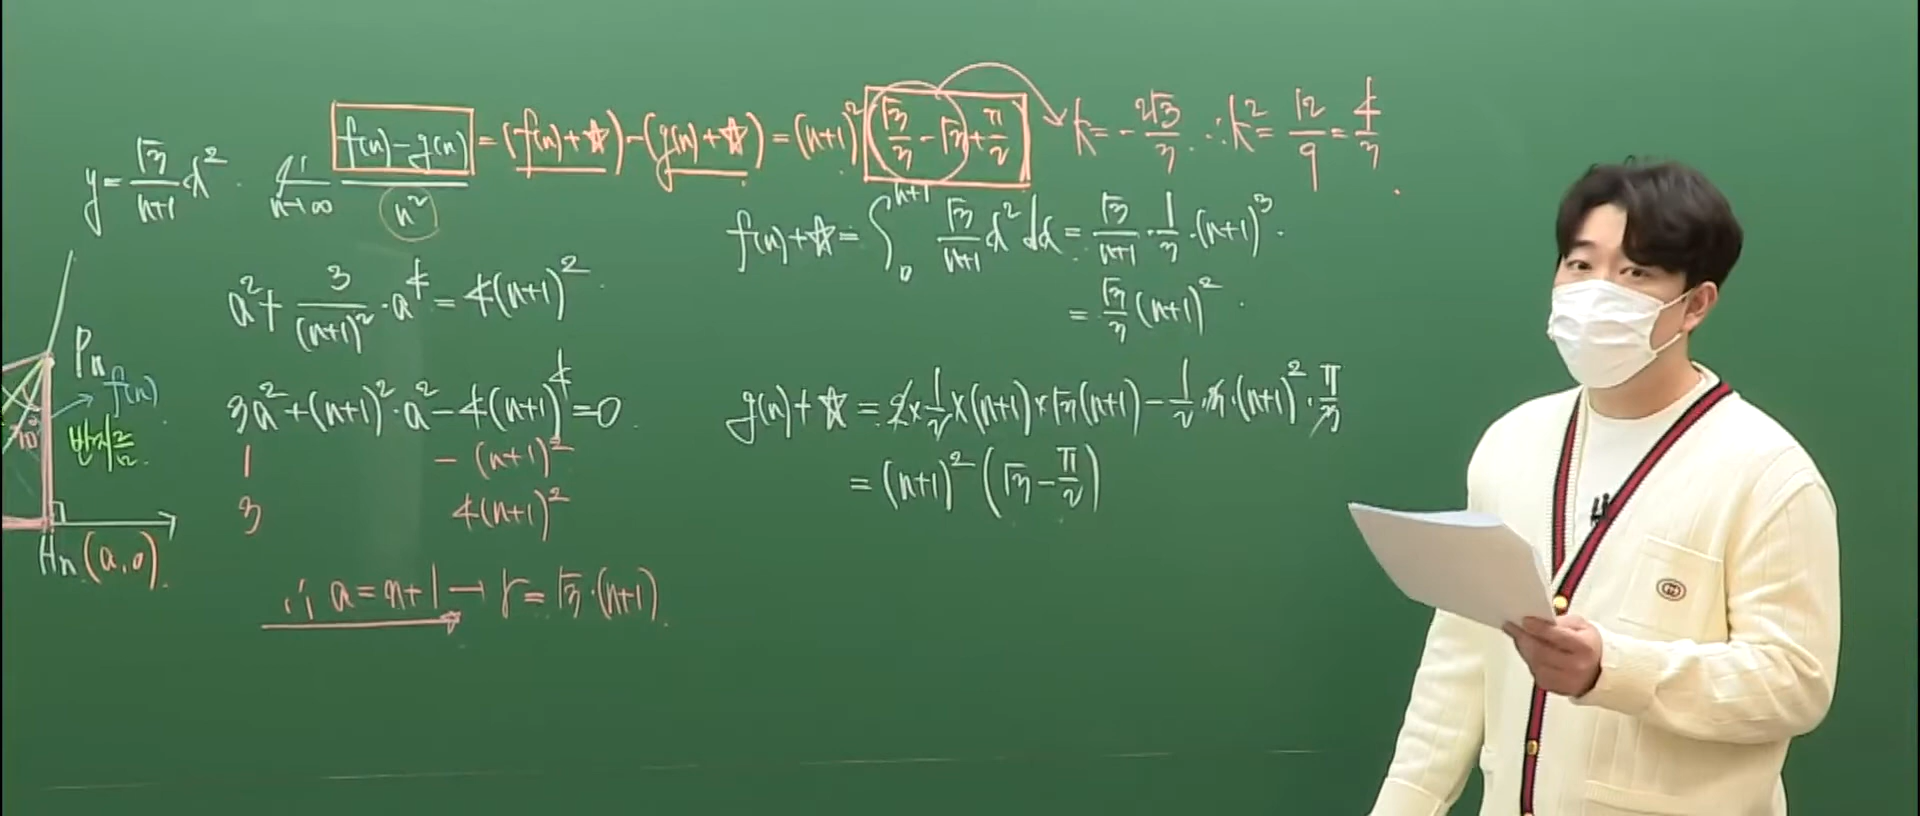 f(n)-g(n) = (f(n)+☆)-(g(n)+☆) = (n+1)² (√3/3 - √3 + π/2) → k = -2√3/3 . ∴ k² = 12/9 = 4/3 .
y = √3/(n+1) x² . lim n→∞ (f(n)-g(n))/n²
f(n)+☆ = ∫₀ⁿ⁺¹ √3/(n+1) x² dx = √3/(n+1) · 1/3 · (n+1)³ .
= √3/3 (n+1)² .
a² + 3/(n+1)² · a⁴ = 4(n+1)² .
3a⁴ + (n+1)² · a² - 4(n+1)⁴ = 0 .
1 - (n+1)²
3 4(n+1)²
∴ a = n+1 → r = √3·(n+1) .
g(n)+☆ = 2 × 1/2 × (n+1) × √3(n+1) - 1/2 · 3 · (n+1)² · π/3
= (n+1)² (√3 - π/2)
Pn
f(n)
Hn (a, 0) .